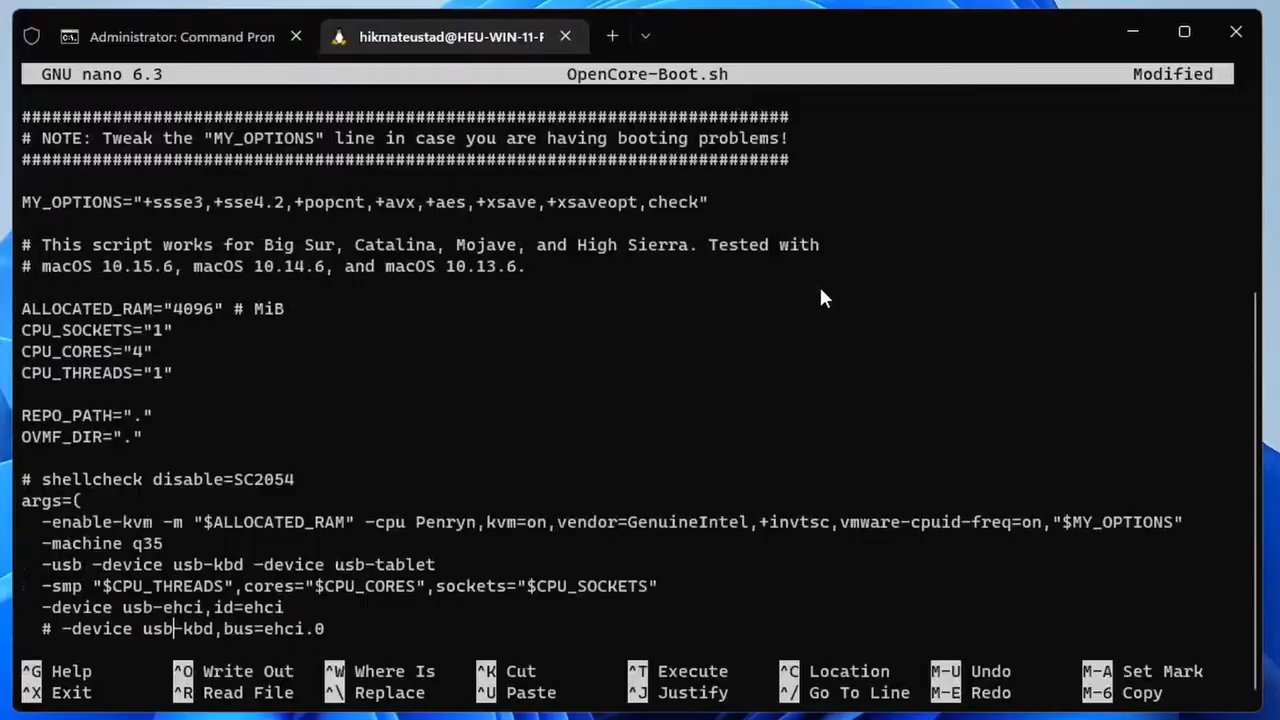 Administrator: Command Pron
hikmateustad@HEU-WIN-11-F
GNU nano 6.3 OpenCore-Boot.sh Modified
############################################################################
# NOTE: Tweak the "MY_OPTIONS" line in case you are having booting problems!
############################################################################
MY_OPTIONS="+ssse3,+sse4.2,+popcnt,+avx,+aes,+xsave,+xsaveopt,check"
# This script works for Big Sur, Catalina, Mojave, and High Sierra. Tested with
# macOS 10.15.6, macOS 10.14.6, and macOS 10.13.6.
ALLOCATED_RAM="4096" # MiB
CPU_SOCKETS="1"
CPU_CORES="4"
CPU_THREADS="1"
REPO_PATH="."
OVMF_DIR="."
# shellcheck disable=SC2054
args=(
-enable-kvm -m "$ALLOCATED_RAM" -cpu Penryn,kvm=on,vendor=GenuineIntel,+invtsc,vmware-cpuid-freq=on,"$MY_OPTIONS"
-machine q35
-usb -device usb-kbd -device usb-tablet
-smp "$CPU_THREADS",cores="$CPU_CORES",sockets="$CPU_SOCKETS"
-device usb-ehci,id=ehci
# -device usb-kbd,bus=ehci.0
^G Help ^O Write Out ^W Where Is ^K Cut ^T Execute ^C Location M-U Undo M-A Set Mark
^X Exit ^R Read File ^\ Replace ^U Paste ^J Justify ^/ Go To Line M-E Redo M-6 Copy